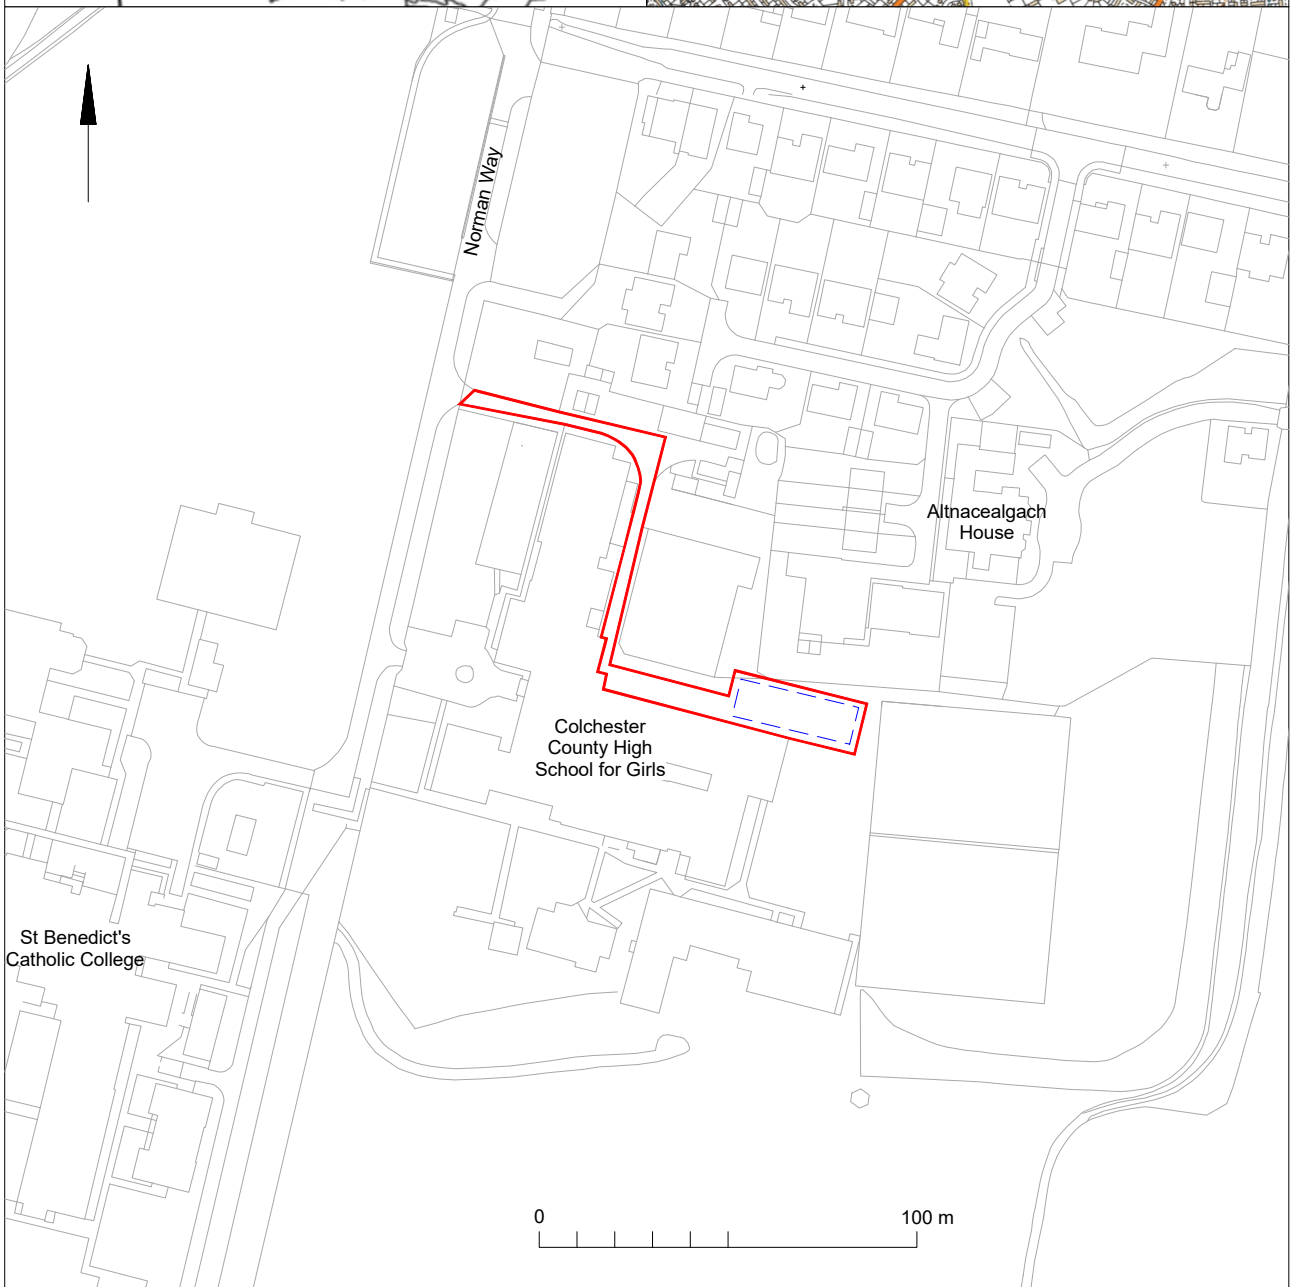 Norman Way
Altnacealgach
House
Colchester
County High
School for Girls
St Benedict's
Catholic College
0
100 m